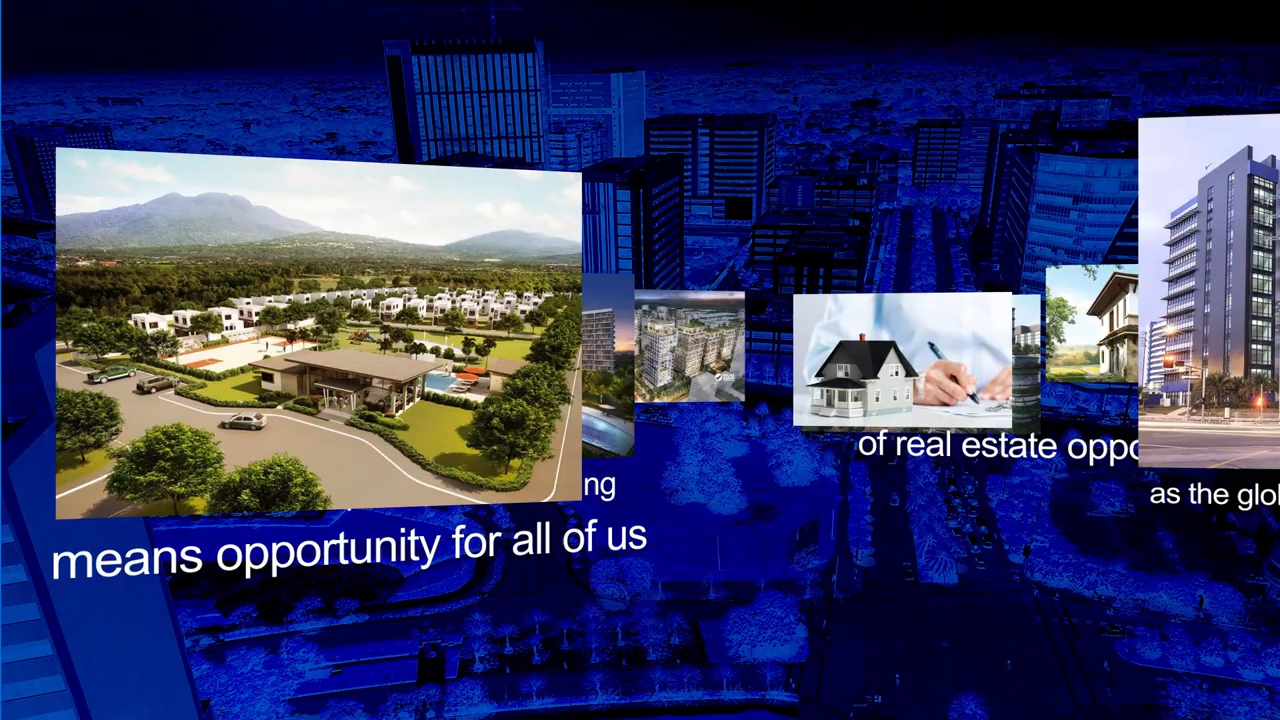 ng
means opportunity for all of us
of real estate oppo
as the glo